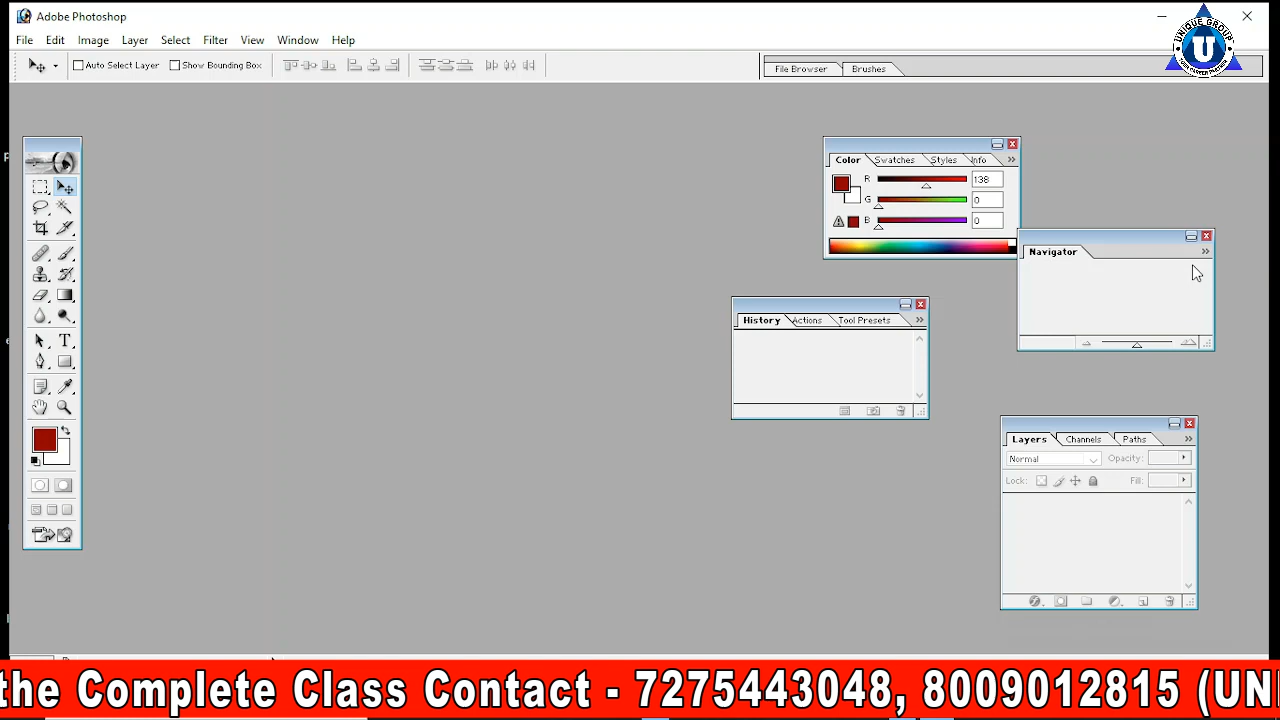 Adobe Photoshop
UNIQUE GROUP
U
File Edit Image Layer Select Filter View Window Help
Auto Select Layer Show Bounding Box
File Browser Brushes
Color Swatches Styles Info
R 138
G 0
B 0
Navigator
History Actions Tool Presets
Layers Channels Paths
Normal Opacity:
Lock: Fill:
the Complete Class Contact - 7275443048, 8009012815 (UNI